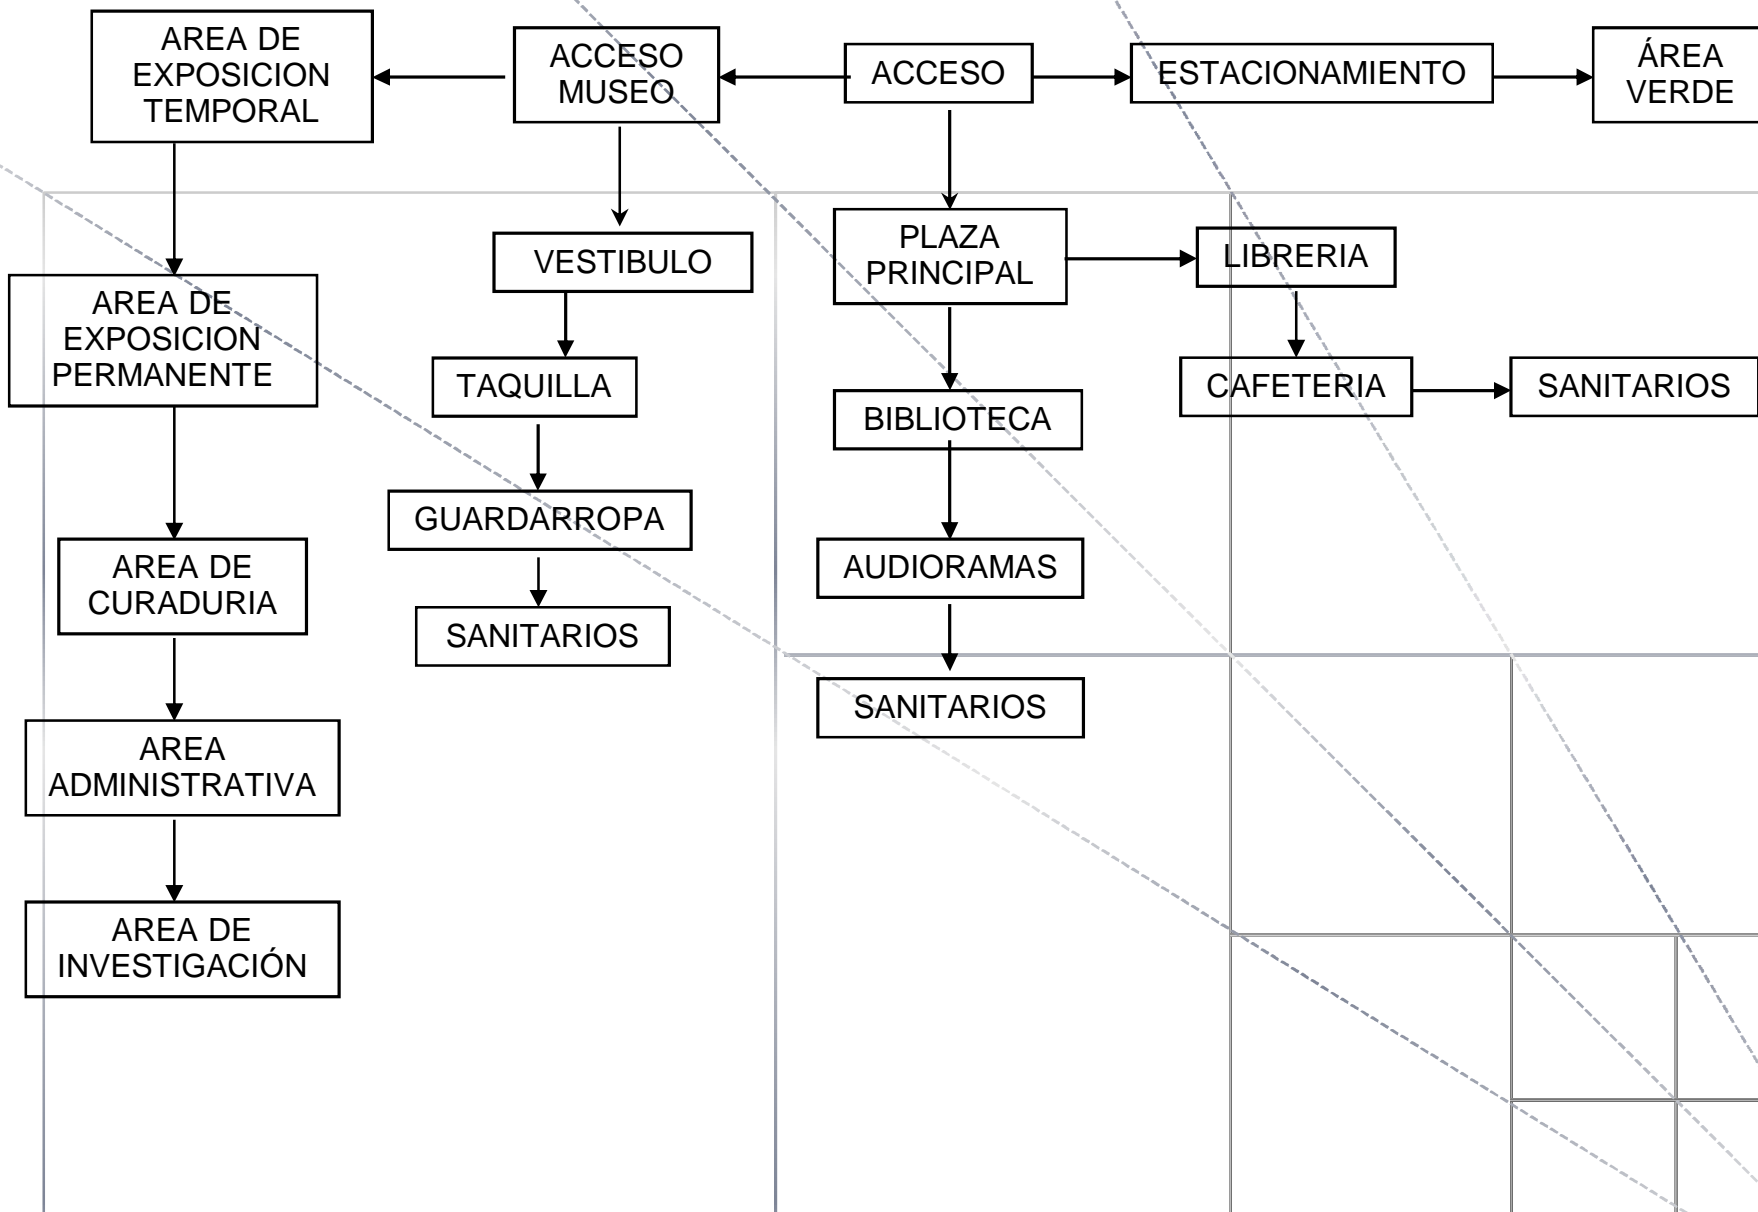 AREA DE
EXPOSICION
TEMPORAL
ACCESO
MUSEO
ACCESO
ESTACIONAMIENTO
ÁREA
VERDE
AREA DE
EXPOSICION
PERMANENTE
VESTIBULO
PLAZA
PRINCIPAL
LIBRERIA
TAQUILLA
BIBLIOTECA
CAFETERIA
SANITARIOS
GUARDARROPA
AUDIORAMAS
AREA DE
CURADURIA
SANITARIOS
SANITARIOS
AREA
ADMINISTRATIVA
AREA DE
INVESTIGACIÓN